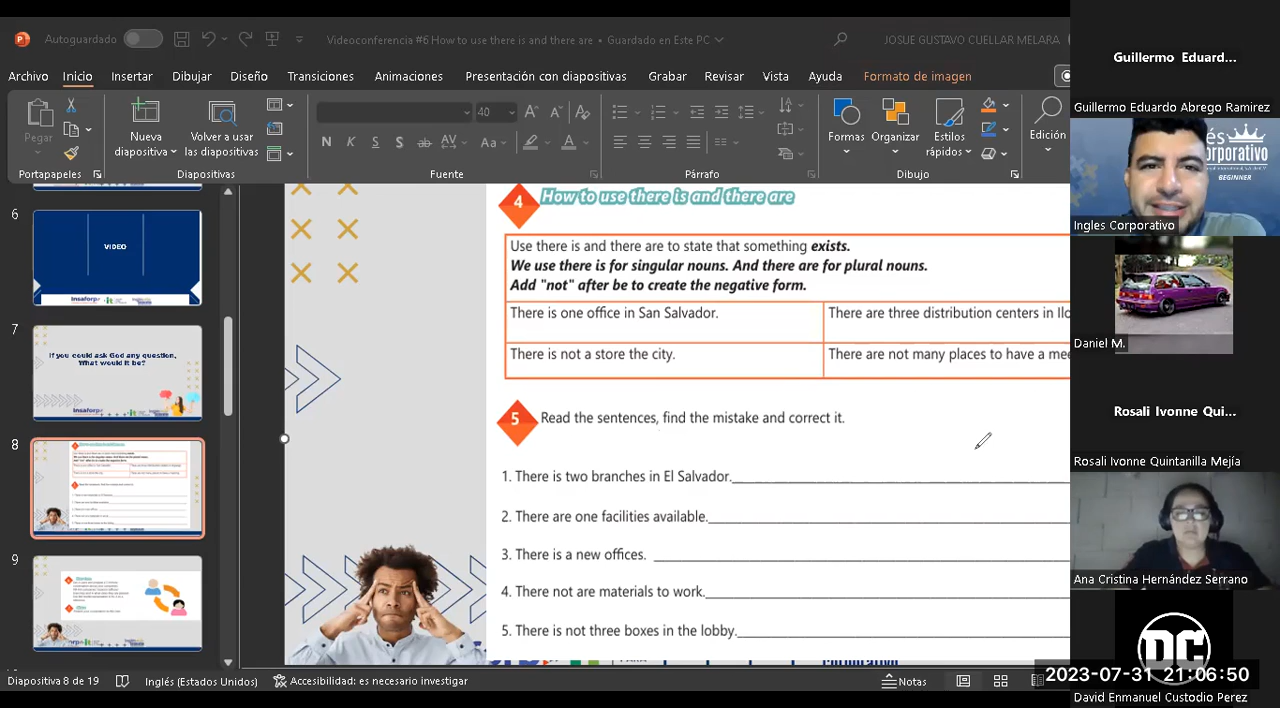 Autoguardado
Videoconferencia #6 How to use there is and there are • Guardado en Este PC
JOSUE GUSTAVO CUELLAR MELARA
Archivo Inicio Insertar Dibujar Diseño Transiciones Animaciones Presentación con diapositivas Grabar Revisar Vista Ayuda Formato de imagen
Pegar
Nueva diapositiva
Volver a usar las diapositivas
40
N K S S ab AV Aa
Formas Organizar Estilos rápidos
Edición
Portapapeles Diapositivas Fuente Párrafo Dibujo
6
VIDEO
7
If you could ask God any question,
What would it be?
8
9
4 How to use there is and there are
Use there is and there are to state that something exists.
We use there is for singular nouns. And there are for plural nouns.
Add "not" after be to create the negative form.
There is one office in San Salvador. There are three distribution centers in Ilo
There is not a store the city. There are not many places to have a mee
5 Read the sentences, find the mistake and correct it.
1. There is two branches in El Salvador.
2. There are one facilities available.
3. There is a new offices.
4. There not are materials to work.
5. There is not three boxes in the lobby.
Diapositiva 8 de 19 Inglés (Estados Unidos) Accesibilidad: es necesario investigar Notas
Guillermo Eduard...
Guillermo Eduardo Abrego Ramirez
és
orporativo
BEGINNER
Ingles Corporativo
Daniel M.
Rosali Ivonne Qui...
Rosali Ivonne Quintanilla Mejía
Ana Cristina Hernández Serena
DC
2023-07-31 21:06:50
David Enmanuel Custodio Perez